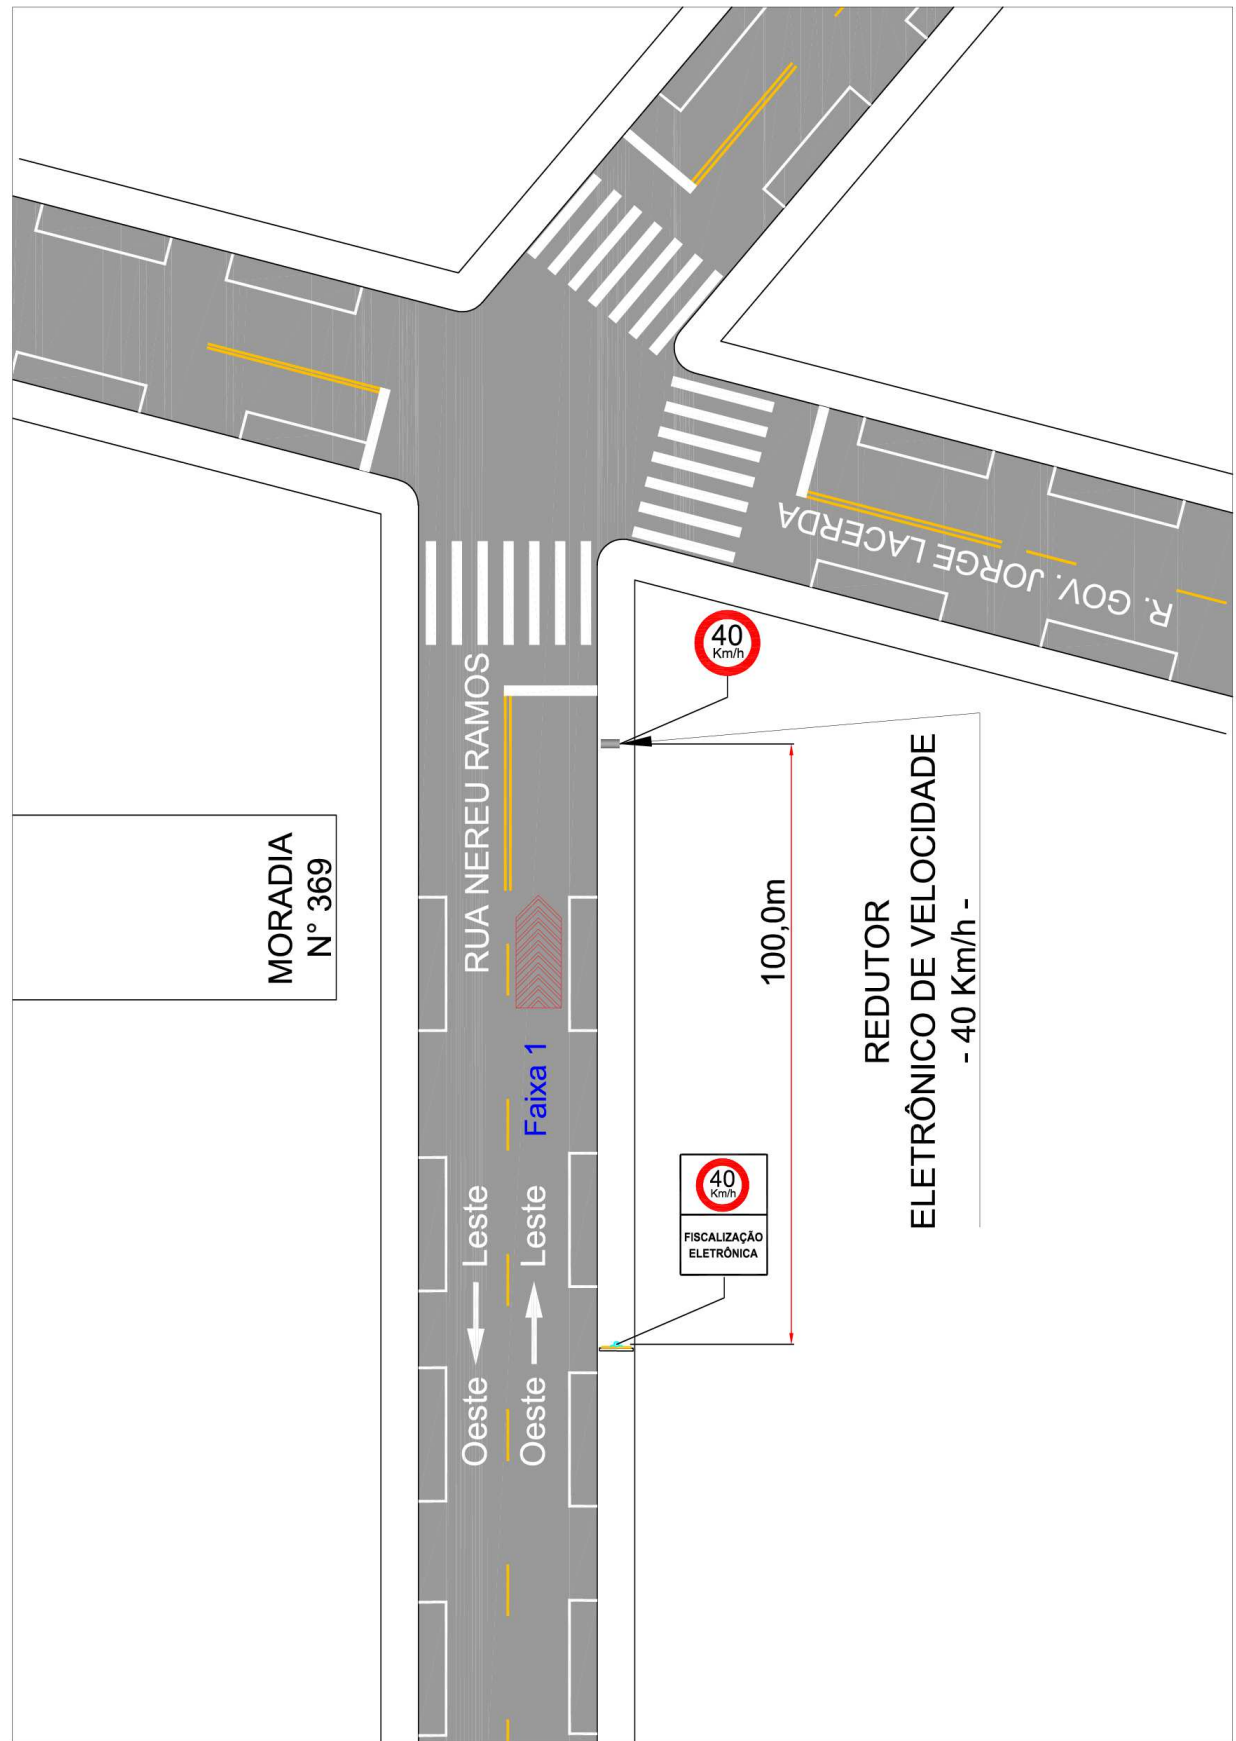 R. GOV. JORGE LACERDA
40
Km/h
RUA NEREU RAMOS
MORADIA
N° 369
100,0m
REDUTOR
ELETRÔNICO DE VELOCIDADE
- 40 Km/h -
Faixa 1
40
Km/h
FISCALIZAÇÃO
ELETRÔNICA
Oeste Leste
Oeste Leste